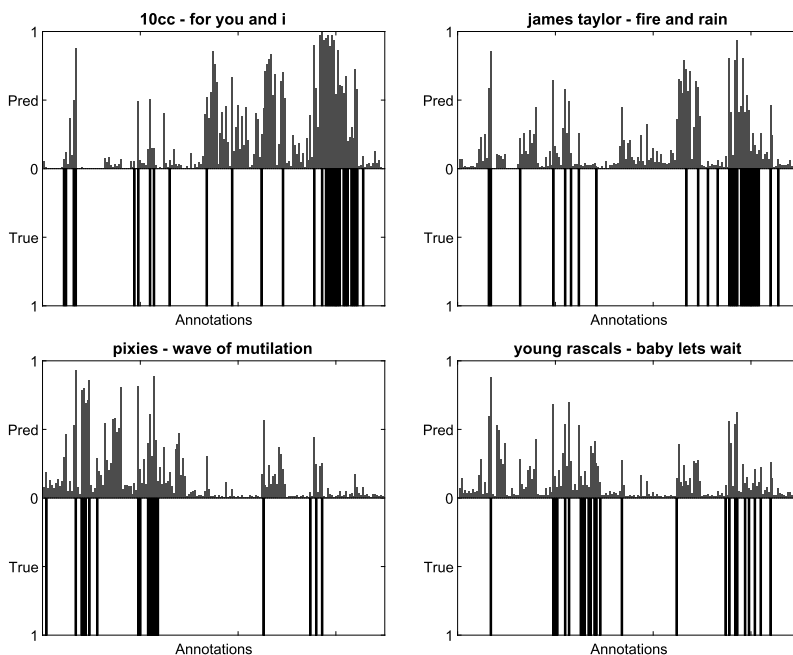 10cc - for you and i
1
Pred
0
True
1
Annotations
james taylor - fire and rain
1
Pred
0
True
1
Annotations
pixies - wave of mutilation
1
Pred
0
True
1
Annotations
young rascals - baby lets wait
1
Pred
0
True
1
Annotations